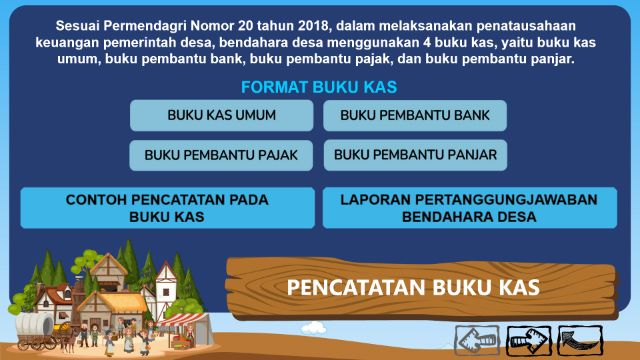 Sesuai Permendagri Nomor 20 tahun 2018, dalam melaksanakan penatausahaan
keuangan pemerintah desa, bendahara desa menggunakan 4 buku kas, yaitu buku kas
umum, buku pembantu bank, buku pembantu pajak, dan buku pembantu panjar.
FORMAT BUKU KAS
BUKU KAS UMUM
BUKU PEMBANTU BANK
BUKU PEMBANTU PAJAK
BUKU PEMBANTU PANJAR
CONTOH PENCATATAN PADA
BUKU KAS
LAPORAN PERTANGGUNGJAWABAN
BENDAHARA DESA
PENCATATAN BUKU KAS